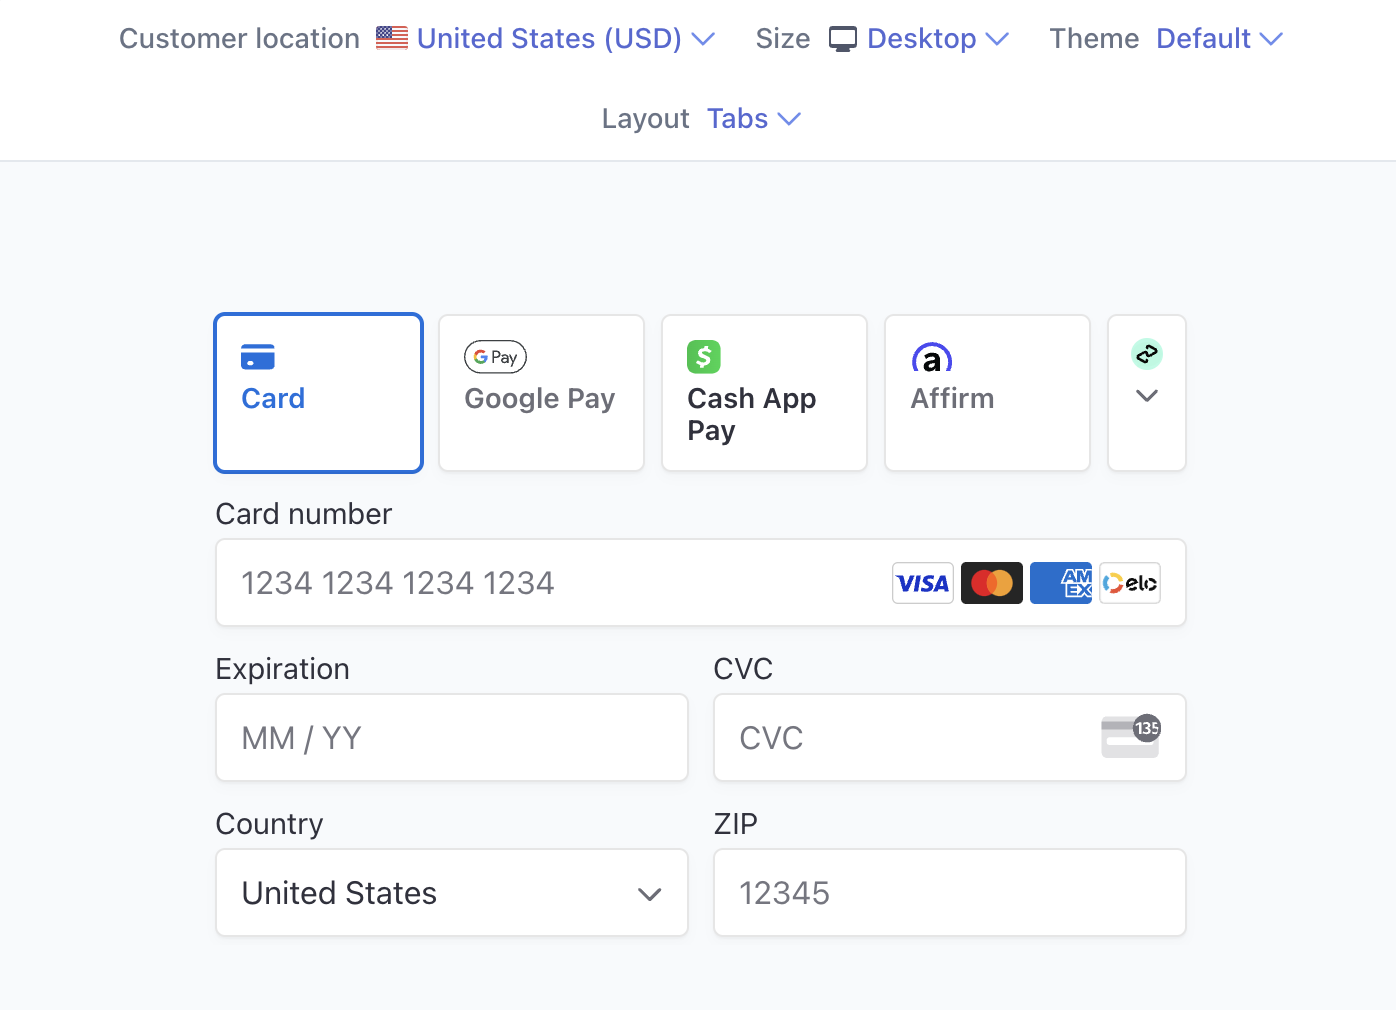 Customer location United States (USD) Size Desktop Theme Default
Layout Tabs
G Pay
$
a
Card
Google Pay
Cash App
Pay
Affirm
Card number
1234 1234 1234 1234
VISA
AM
EX
elo
Expiration
CVC
MM / YY
CVC
135
Country
ZIP
United States
12345